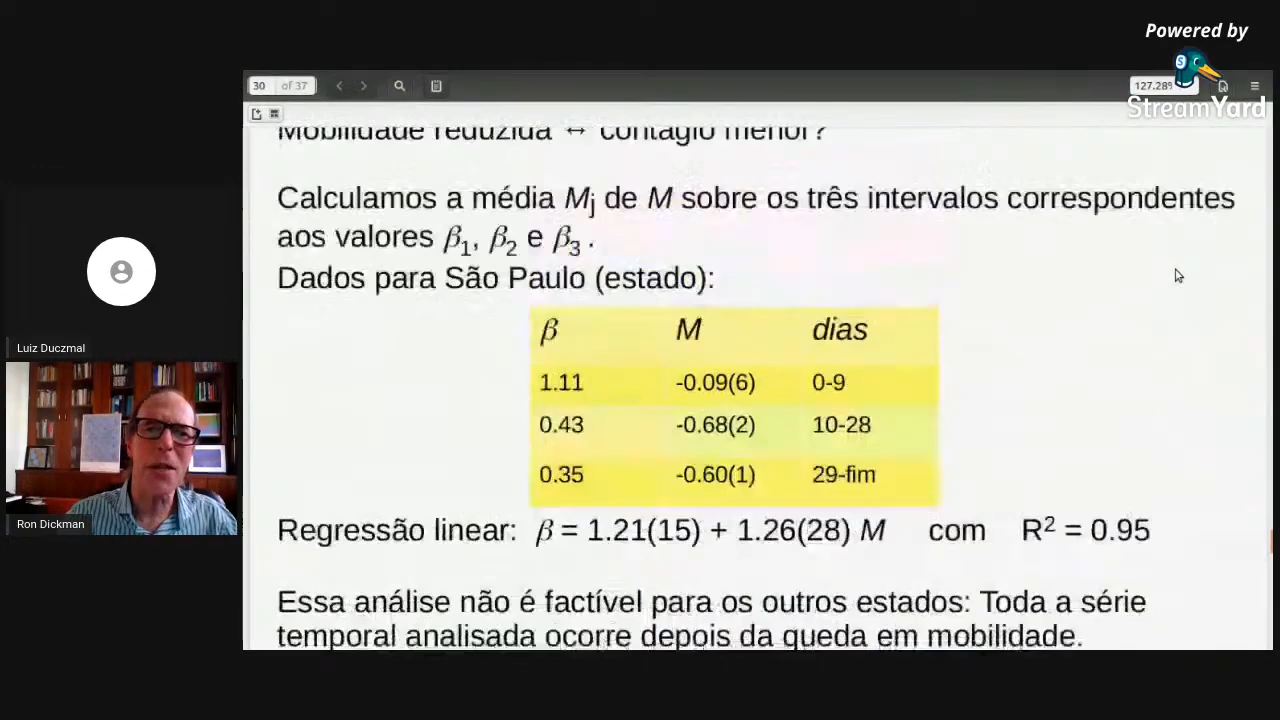 Powered by
StreamYard
30 of 37
127.28%
Mobilidade reduzida ↔ contágio menor?
Calculamos a média Mj de M sobre os três intervalos correspondentes
aos valores β1, β2 e β3 .
Dados para São Paulo (estado):
β M dias
1.11 -0.09(6) 0-9
0.43 -0.68(2) 10-28
0.35 -0.60(1) 29-fim
Regressão linear: β = 1.21(15) + 1.26(28) M com R² = 0.95
Essa análise não é factível para os outros estados: Toda a série
temporal analisada ocorre depois da queda em mobilidade.
Luiz Duczmal
Ron Dickman